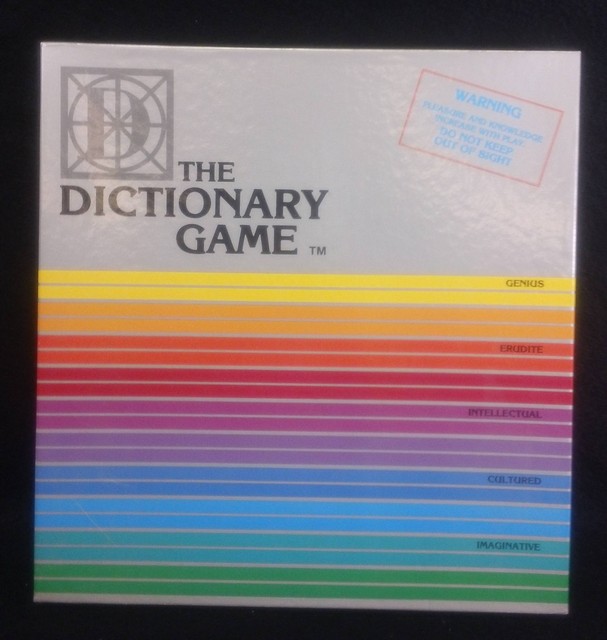 D
THE
DICTIONARY
GAME ™
WARNING
PLEASURE AND KNOWLEDGE
INCREASE WITH PLAY.
DO NOT KEEP
OUT OF SIGHT
GENIUS
ERUDITE
INTELLECTUAL
CULTURED
IMAGINATIVE